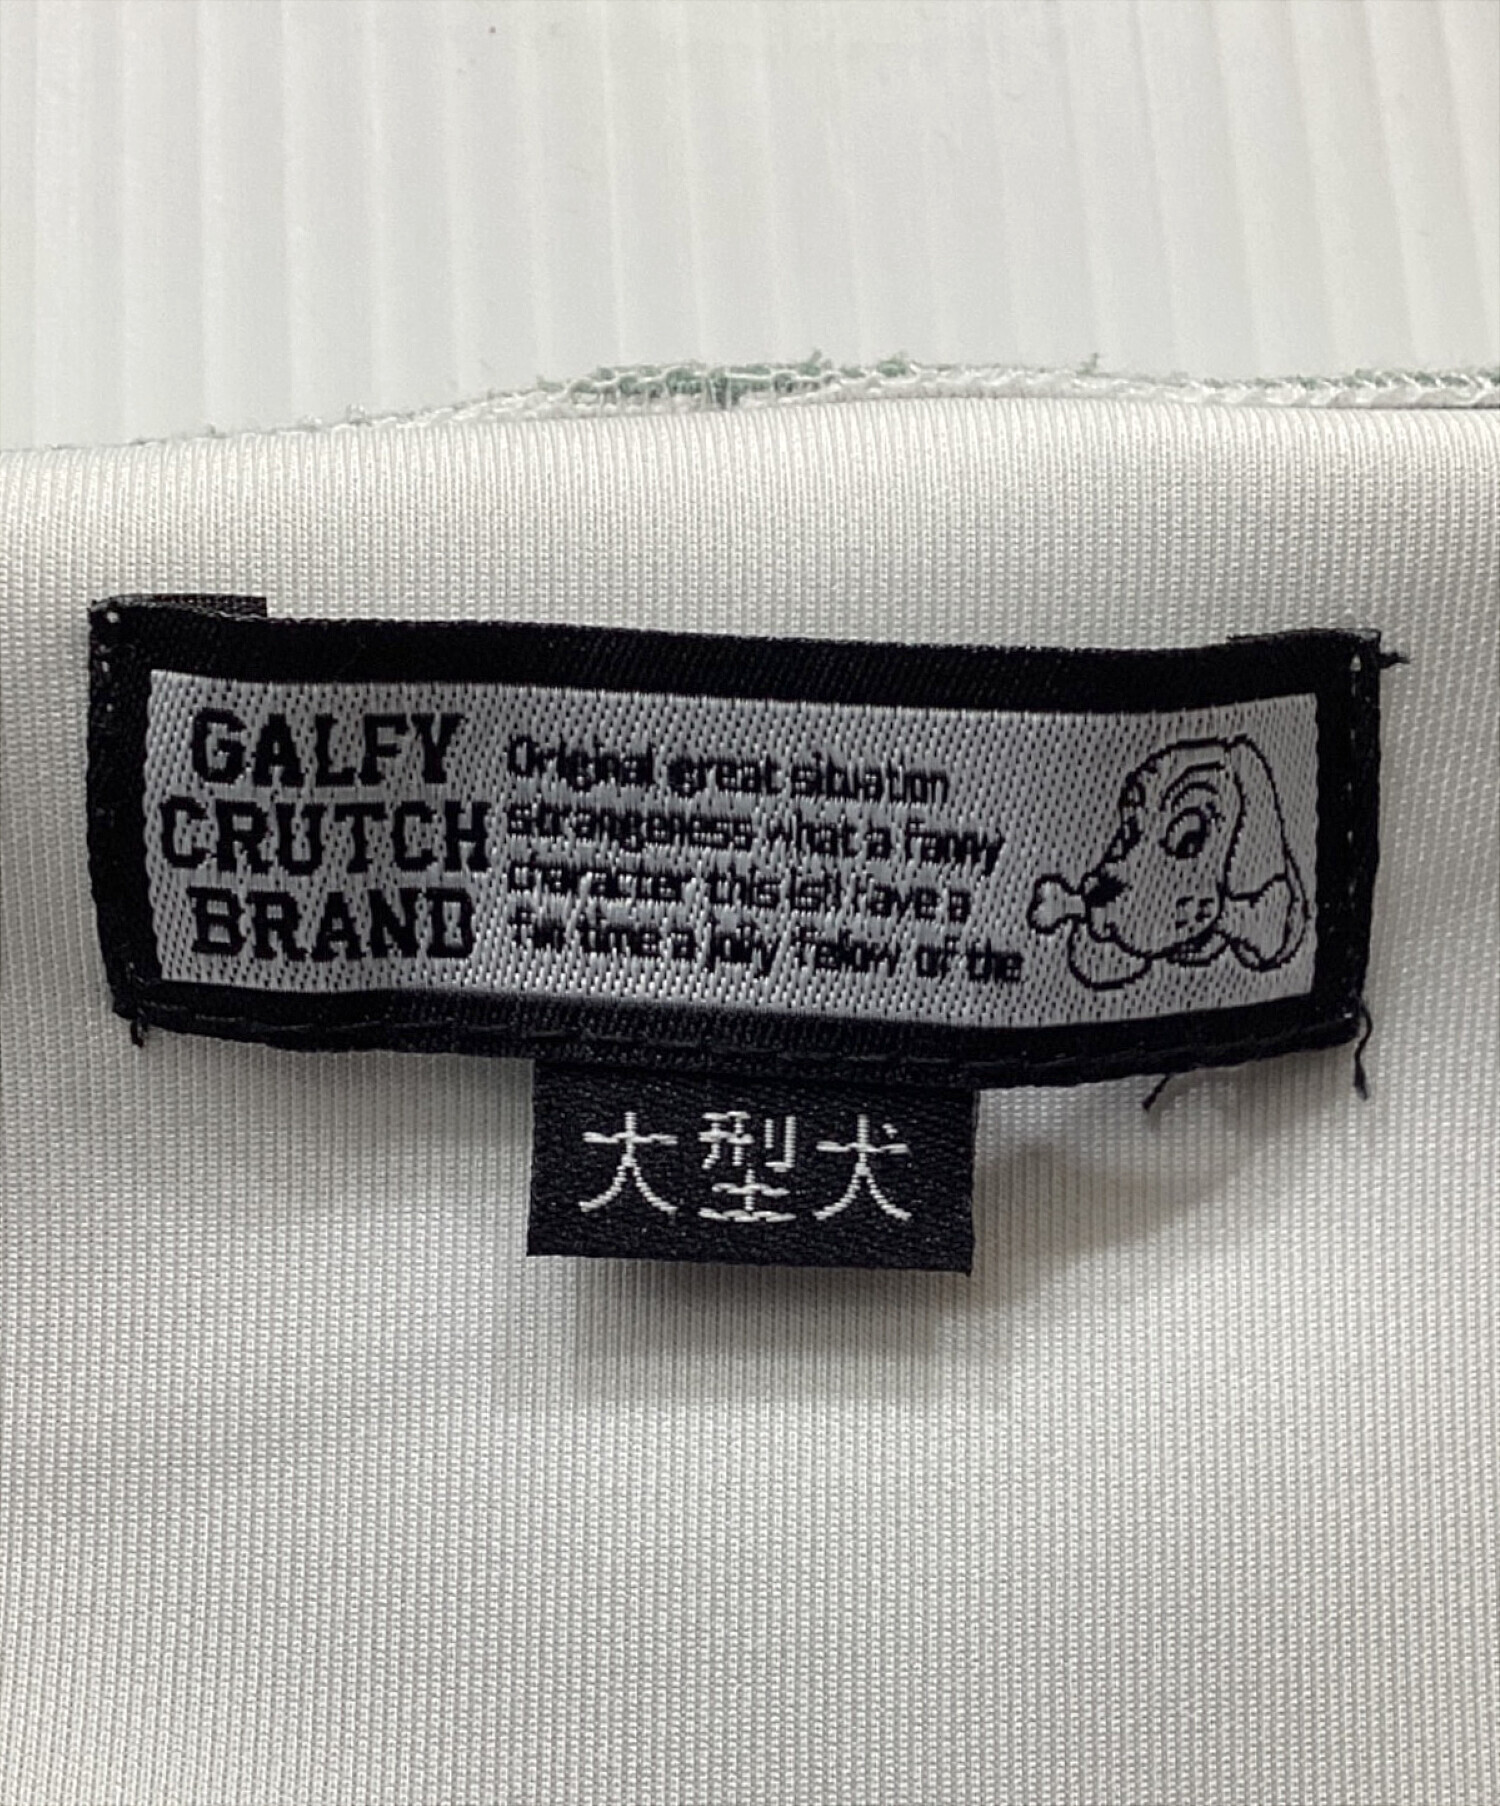 GALFY
CRUTCH
BRAND
Original great situation
strangeness what a fanny
character this is!I have a
fun time a jolly fellow of the
大型犬